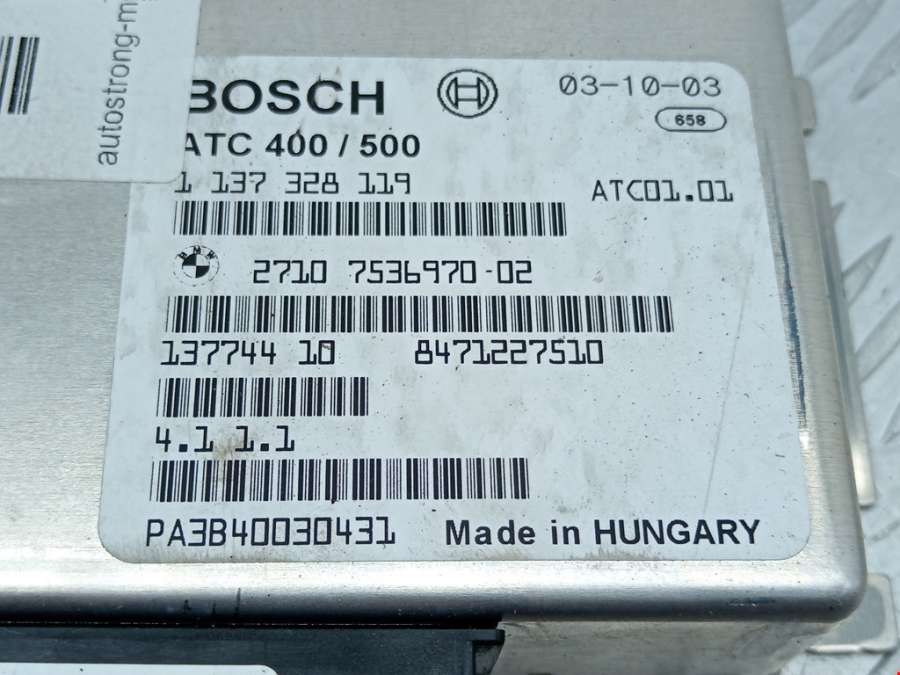 autostrong-m
BOSCH
03-10-03
658
ATC 400 / 500
1 137 328 119
ATC01.01
BMW
2710 7536970-02
137744 10 8471227510
4.1 1.1
PA3B40030431 Made in HUNGARY